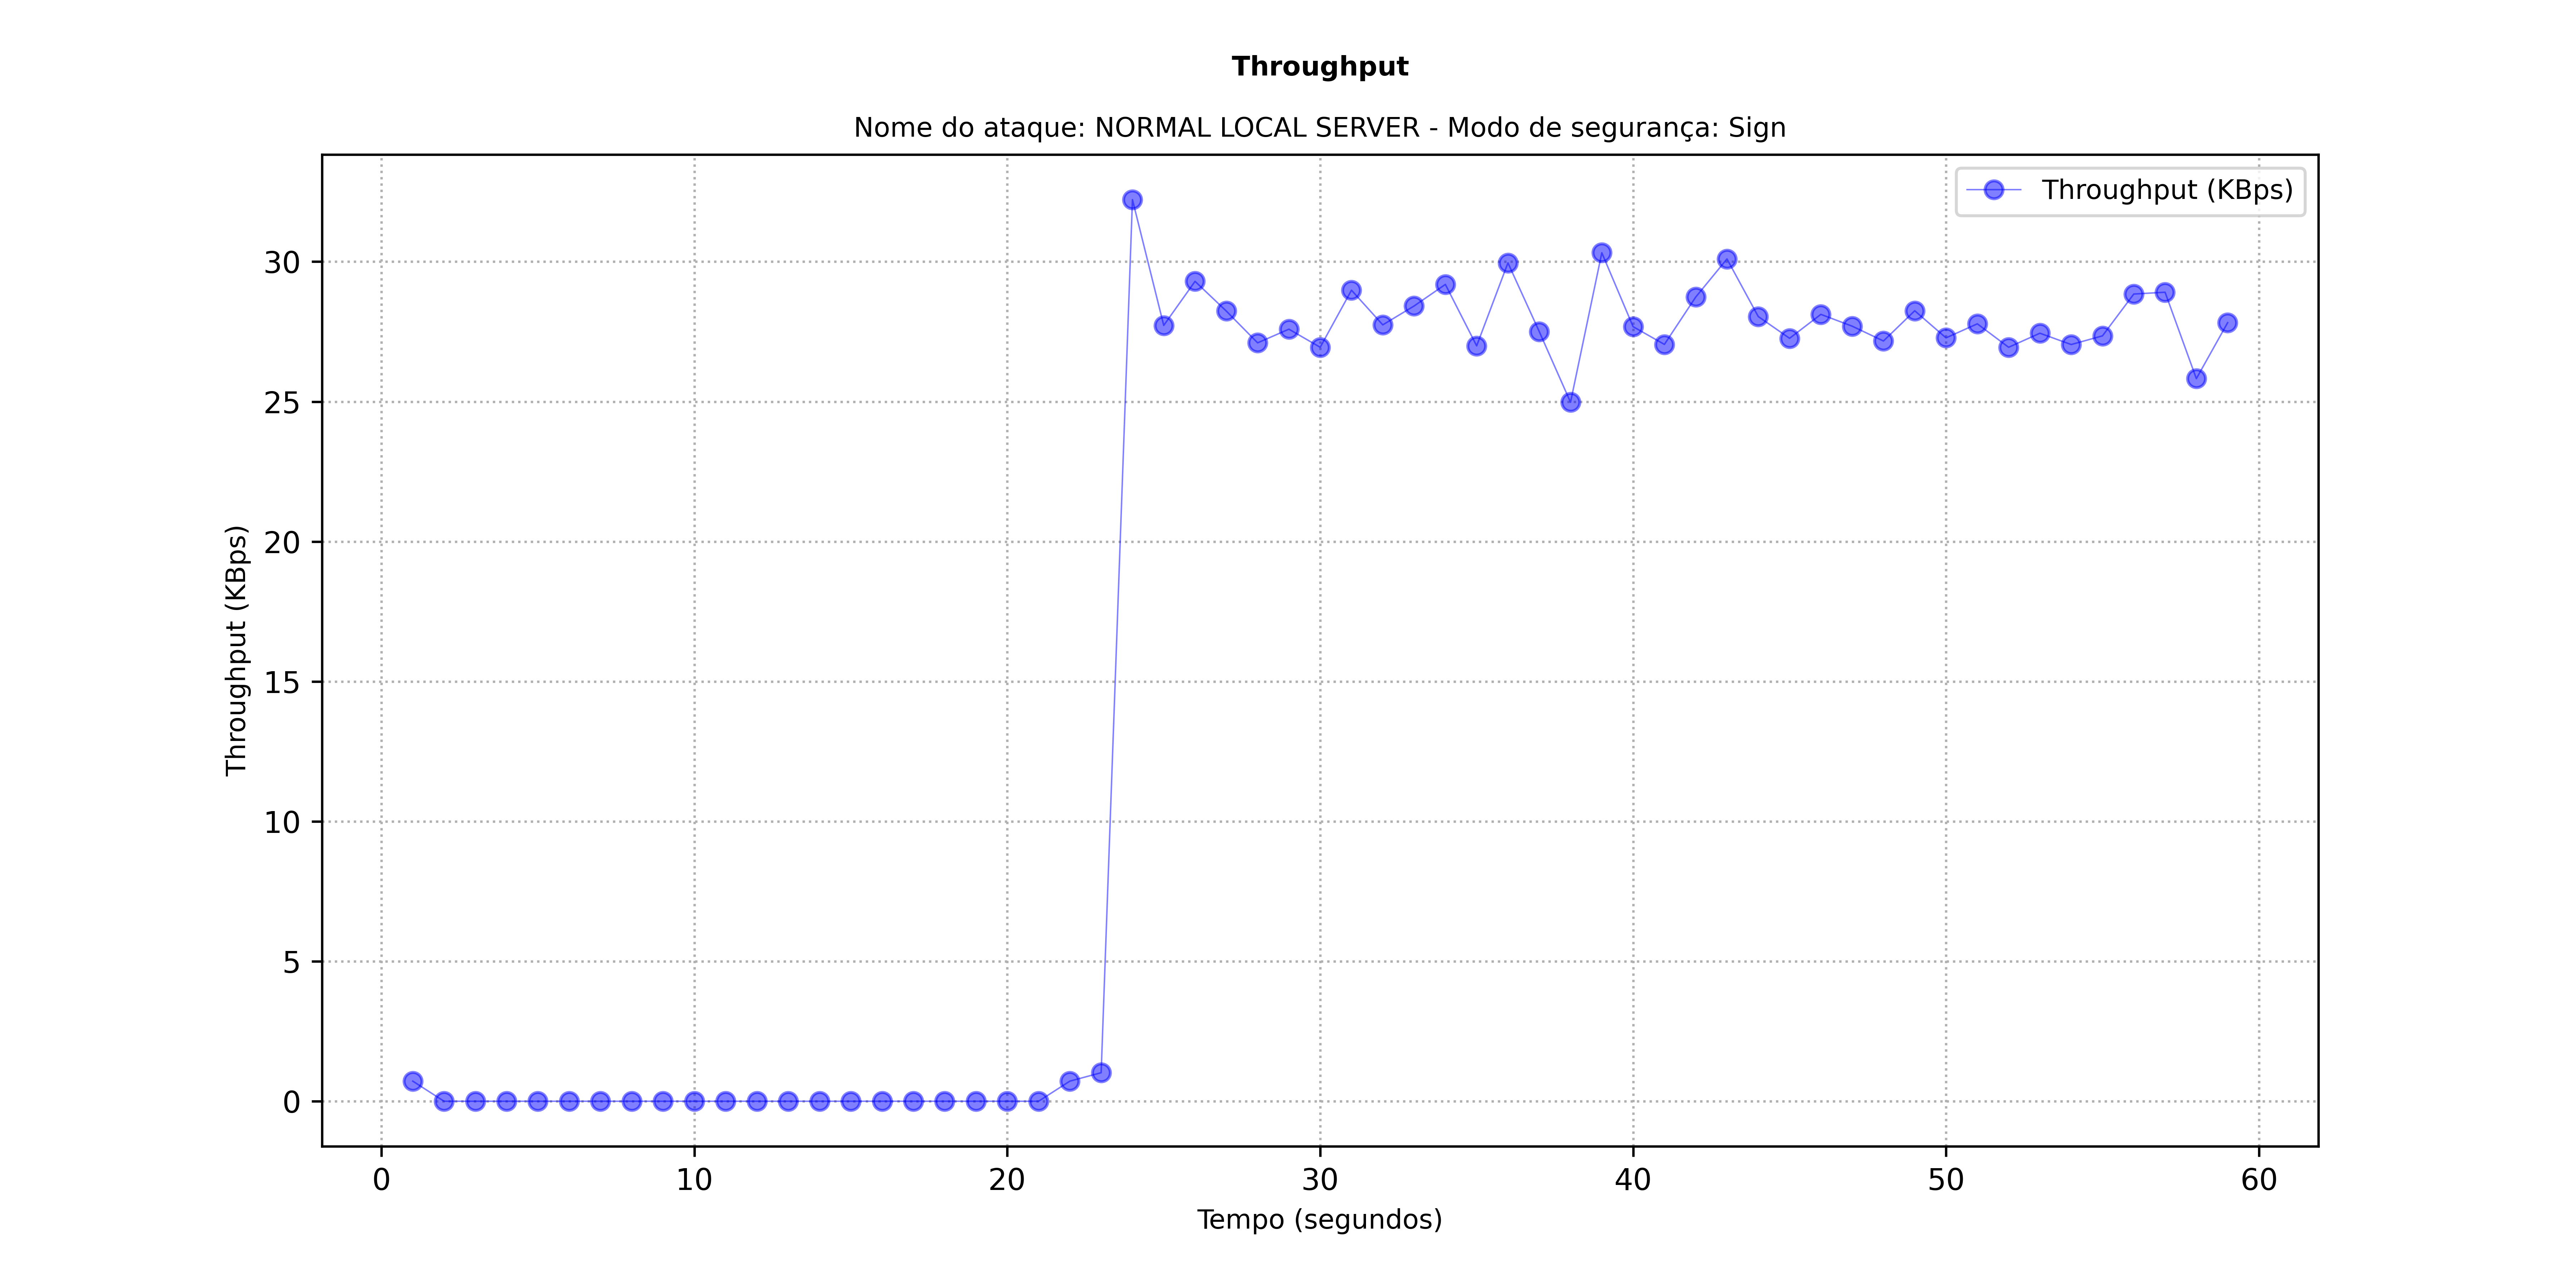 Throughput
Nome do ataque: NORMAL LOCAL SERVER - Modo de segurança: Sign
Throughput (KBps)
Throughput (KBps)
30
25
20
15
10
5
0
0 10 20 30 40 50 60
Tempo (segundos)